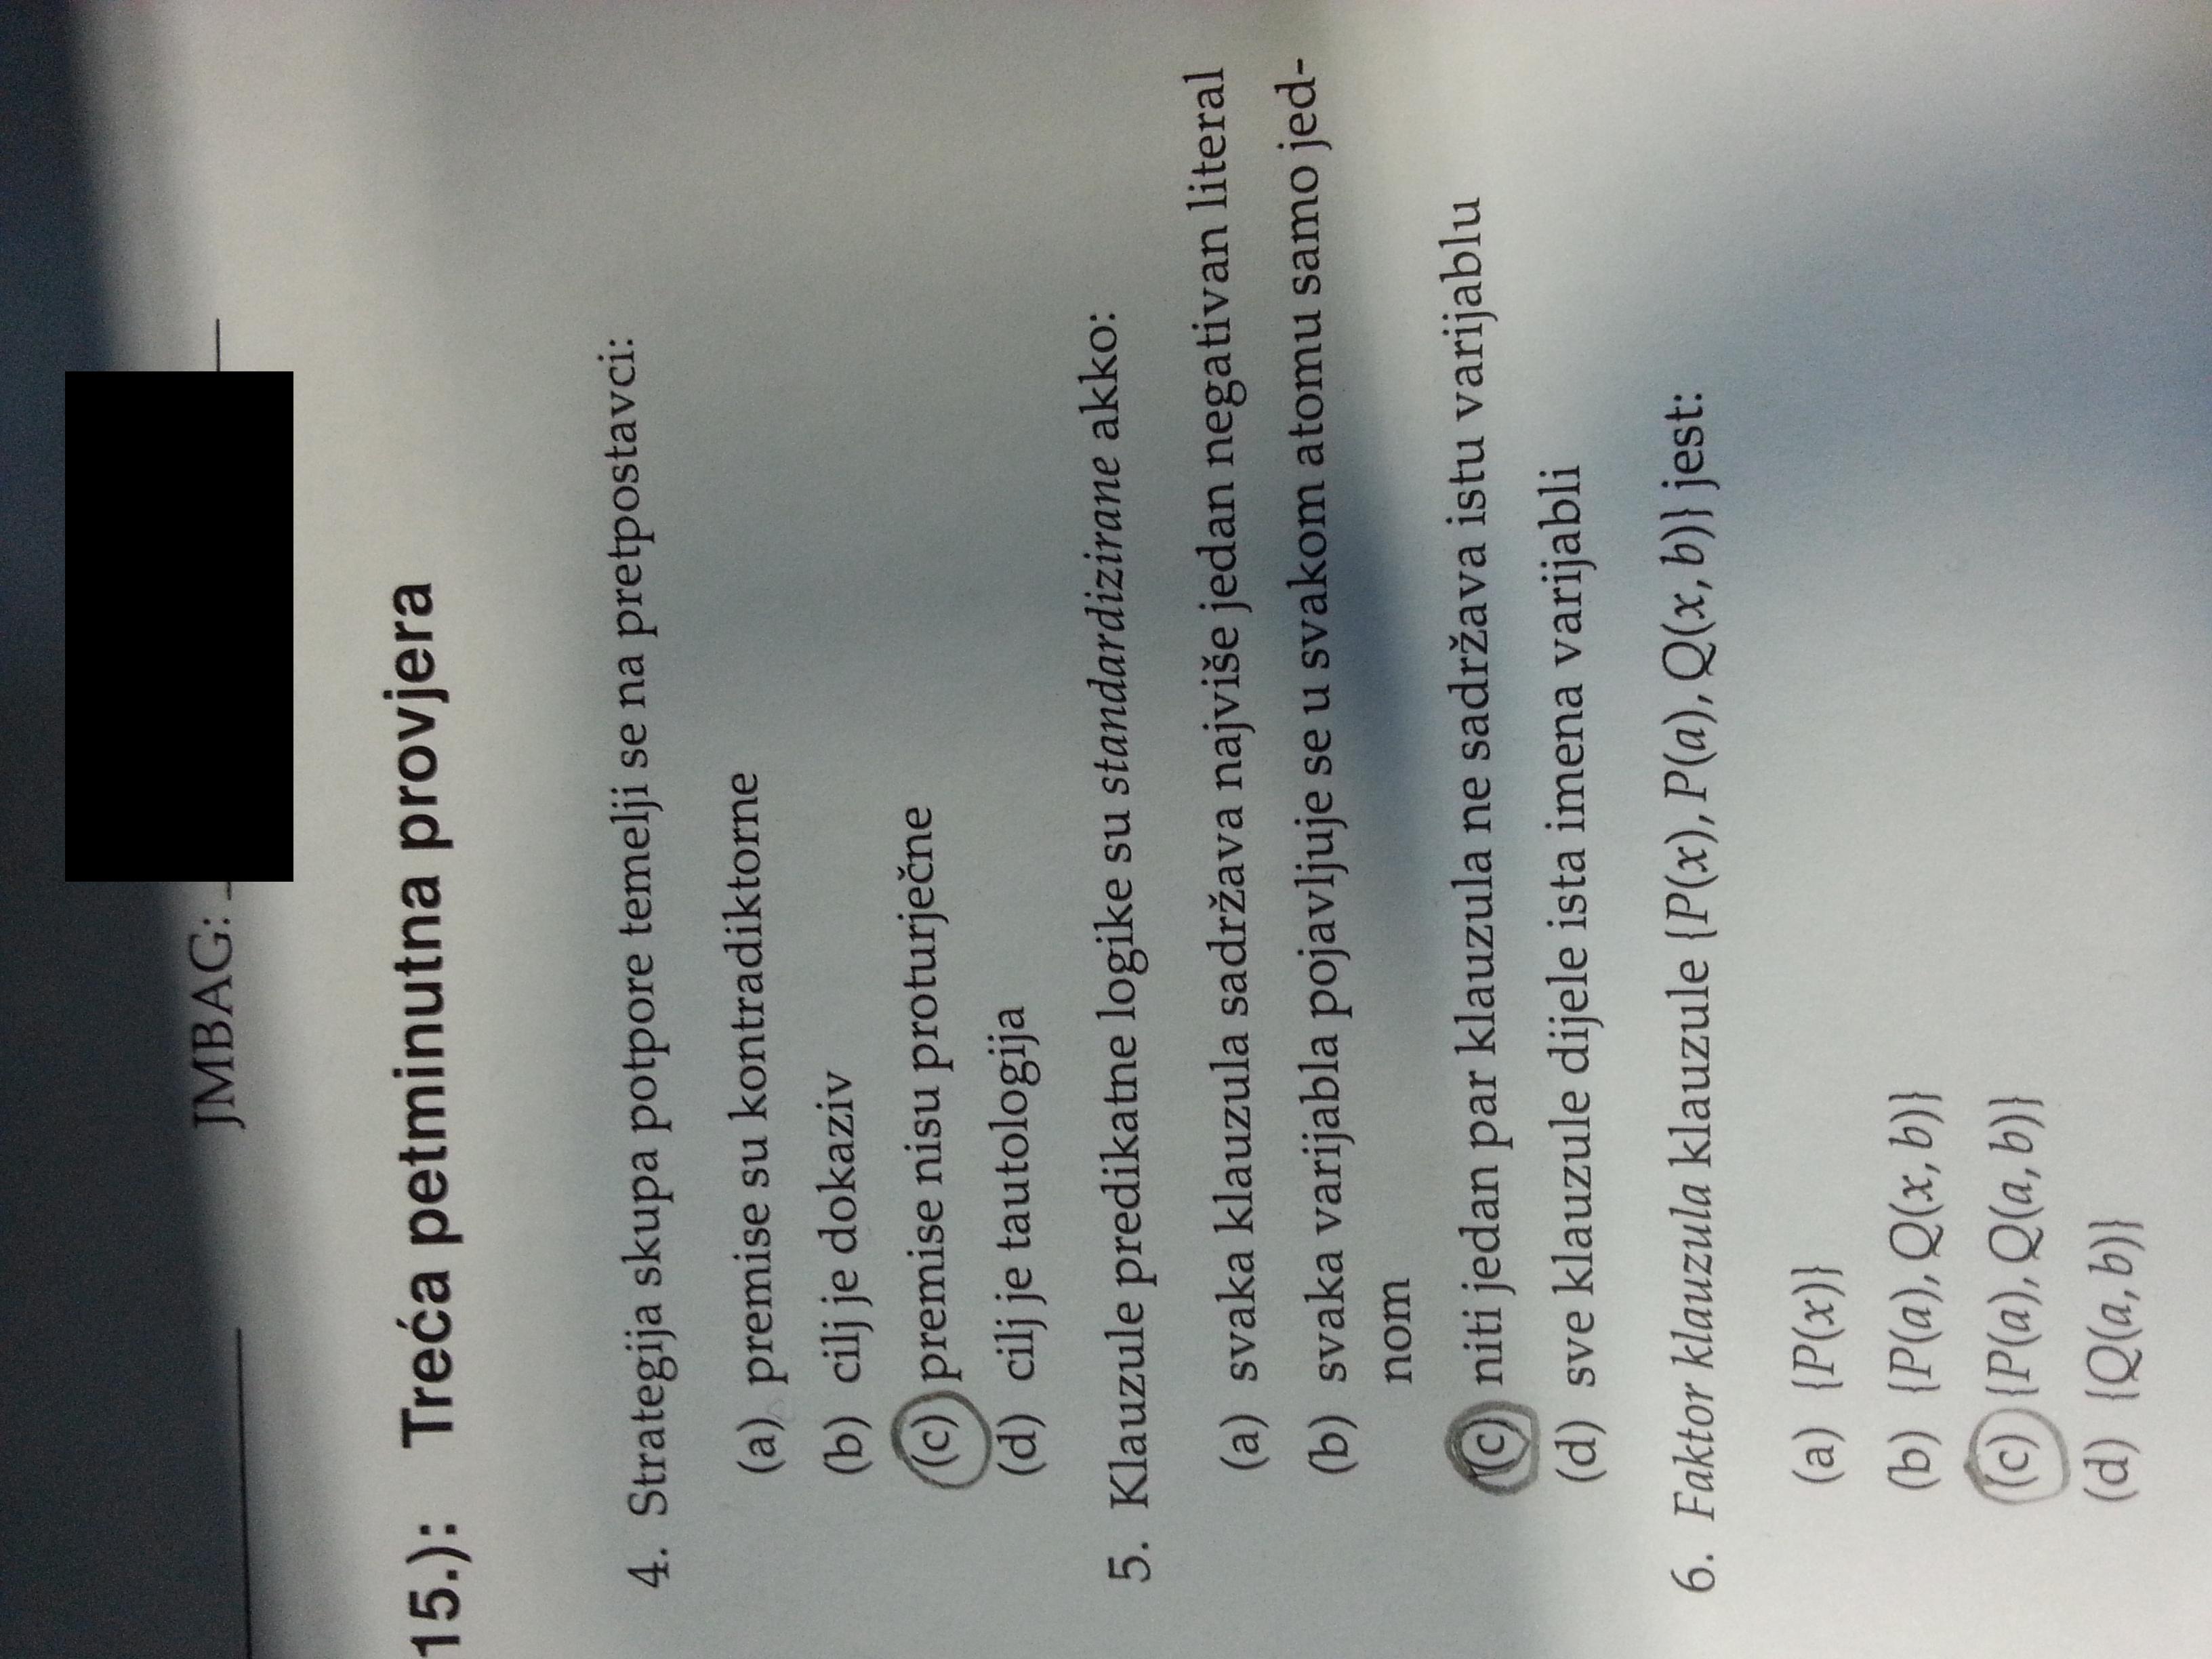 JMBAG:
15.): Treća petminutna provjera
4. Strategija skupa potpore temelji se na pretpostavci:
(a) premise su kontradiktorne
(b) cilj je dokaziv
(c) premise nisu proturječne
(d) cilj je tautologija
5. Klauzule predikatne logike su standardizirane akko:
(a) svaka klauzula sadržava najviše jedan negativan literal
(b) svaka varijabla pojavljuje se u svakom atomu samo jed-
nom
(c) niti jedan par klauzula ne sadržava istu varijablu
(d) sve klauzule dijele ista imena varijabli
6. Faktor klauzula klauzule {P(x), P(a), Q(x, b)} jest:
(a) {P(x)}
(b) {P(a), Q(x, b)}
(c) {P(a), Q(a, b)}
(d) {Q(a, b)}